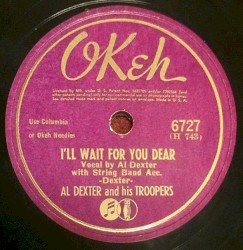 OKeh
Use Columbia
or Okeh Needles
6727
(H 743)
I'LL WAIT FOR YOU DEAR
Vocal by Al Dexter
with String Band Acc.
-Dexter-
AL DEXTER and his TROOPERS